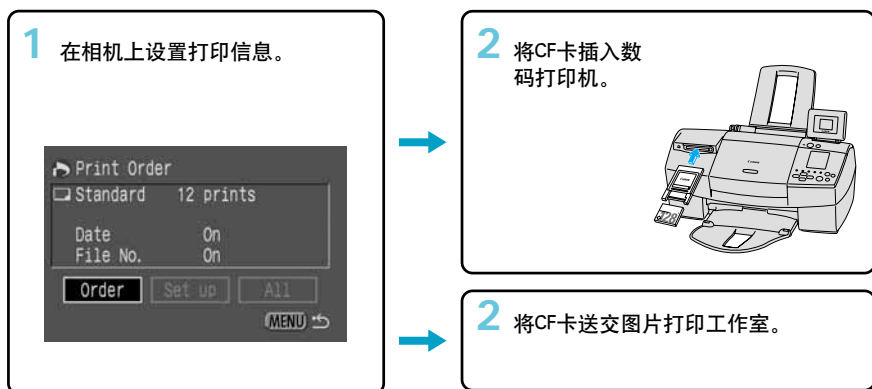 1 在相机上设置打印信息。
Print Order
Standard 12 prints
Date On
File No. On
Order Set up All
MENU
2 将CF卡插入数
码打印机。
Canon
128
2 将CF卡送交图片打印工作室。